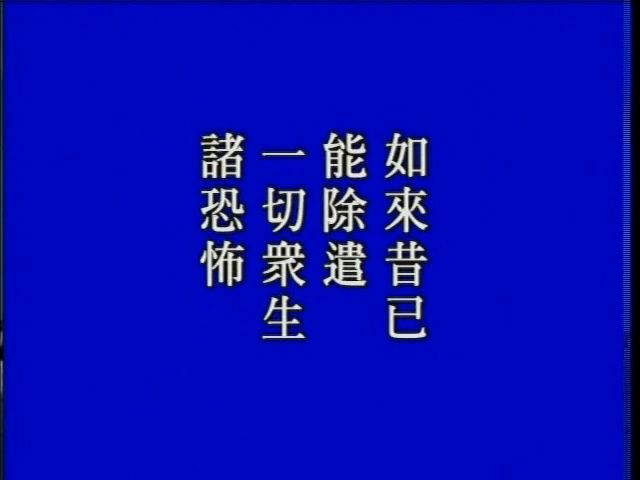 如來昔已
能除遣
一切衆生
諸恐怖